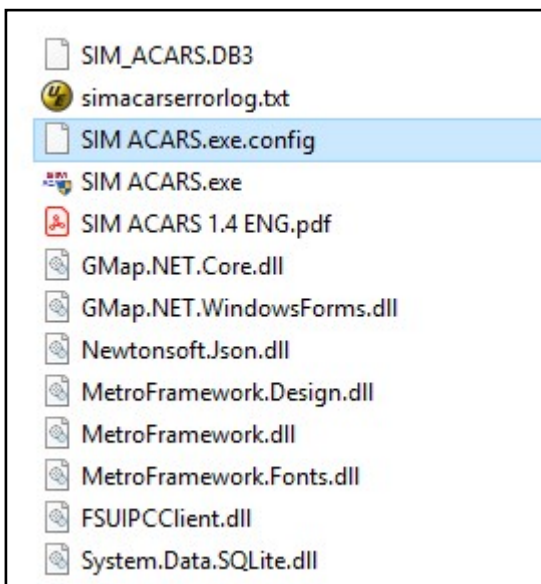 SIM_ACARS.DB3
simacarserrorlog.txt
SIM ACARS.exe.config
SIM ACARS.exe
SIM ACARS 1.4 ENG.pdf
GMap.NET.Core.dll
GMap.NET.WindowsForms.dll
Newtonsoft.Json.dll
MetroFramework.Design.dll
MetroFramework.dll
MetroFramework.Fonts.dll
FSUIPCClient.dll
System.Data.SQLite.dll